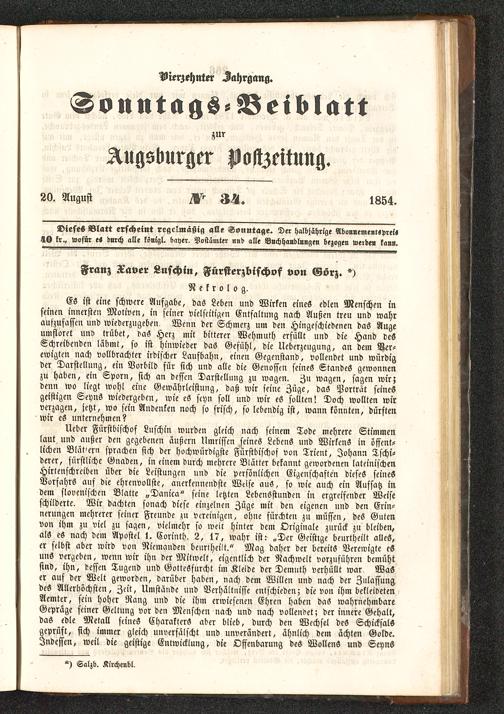 Vierzehnter Jahrgang.
Sonntags-Beiblatt
zur
Augsburger Postzeitung.
20. August № 34. 1854.
Dieses Blatt erscheint regelmäßig alle Sonntage. Der halbjährige Abonnementspreis
40 kr., wofür es durch alle königl. bayer. Postämter und alle Buchhandlungen bezogen werden kann.
Franz Xaver Luschin, Fürsterzbischof von Görz. *)
Nekrolog.
Es ist eine schwere Aufgabe, das Leben und Wirken eines edlen Menschen in
seinen innersten Motiven, in seiner vielseitigen Entfaltung nach Außen treu und wahr
aufzufassen und wiederzugeben. Wenn der Schmerz um den Hingeschiedenen das Auge
umflort und trübet, das Herz mit bitterer Wehmuth erfüllt und die Hand des
Schreibenden lähmt, so ist hinwieder das Gefühl, die Ueberzeugung, an dem Ver-
ewigten nach vollbrachter irdischer Laufbahn, einen Gegenstand, vollendet und würdig
der Darstellung, ein Vorbild für sich und alle die Genossen seines Standes gewonnen
zu haben, ein Sporn, sich an dessen Darstellung zu wagen. Zu wagen, sagen wir;
denn wo liegt wohl eine Gewährleistung, daß wir seine Züge, das Porträt seines
geistigen Seyns wiedergeben, wie es seyn soll und wir es sollten! Doch wollten wir
verzagen, jetzt, wo sein Andenken noch so frisch, so lebendig ist, wann könnten, dürften
wir es unternehmen?
Ueber Fürstbischof Luschin wurden gleich nach seinem Tode mehrere Stimmen
laut und außer den gegebenen äußern Umrissen seines Lebens und Wirkens in öffent-
lichen Blättern sprachen sich der hochwürdigste Fürstbischof von Trient, Johann Tschi-
derer, fürstliche Gnaden, in einem durch mehrere Blätter bekannt gewordenen lateinischen
Hirtenschreiben über die Leistungen und die persönlichen Eigenschaften dieses seines
Vorfahrs auf die ehrenvollste, anerkennendste Weise aus, so wie auch ein Aufsatz in
dem slovenischen Blatte „Danica“ seine letzten Lebensstunden in ergreifender Weise
schilderte. Wir dachten sonach diese einzelnen Züge mit den eigenen und den Erin-
nerungen mehrerer seiner Freunde zu vereinigen, ohne fürchten zu müssen, des Guten
von ihm zu viel zu sagen, vielmehr so weit hinter dem Originale zurück zu bleiben,
als es nach dem Apostel 1. Corinth. 2, 17, wahr ist: „Der Geistige beurtheilt alles,
er selbst aber wird von Niemanden beurtheilt.“ Mag daher der bereits Verewigte es
uns vergeben, wenn wir ihn der Mitwelt, eigentlich der Nachwelt vorzuführen bemüht
sind, ihn, dessen Tugend und Gottesfurcht im Kleide der Demuth verhüllt war. Was
er auf der Welt geworden, darüber haben, nach dem Willen und nach der Zulassung
des Allerhöchsten, Zeit, Umstände und Verhältnisse entschieden; die von ihm bekleideten
Aemter, sein hoher Rang und die ihm erwiesenen Ehren haben das wahrnehmbare
Gepräge seiner Geltung vor den Menschen nach und nach vollendet; der innere Gehalt,
das edle Metall seines Charakters aber blieb, durch den Wechsel des Schicksals
geprüft, sich immer gleich unverfälscht und unverändert, ähnlich dem ächten Golde.
Indessen, weil die geistige Entwicklung, die Offenbarung des Wollens und Seyns
*) Salzb. Kirchenbl.